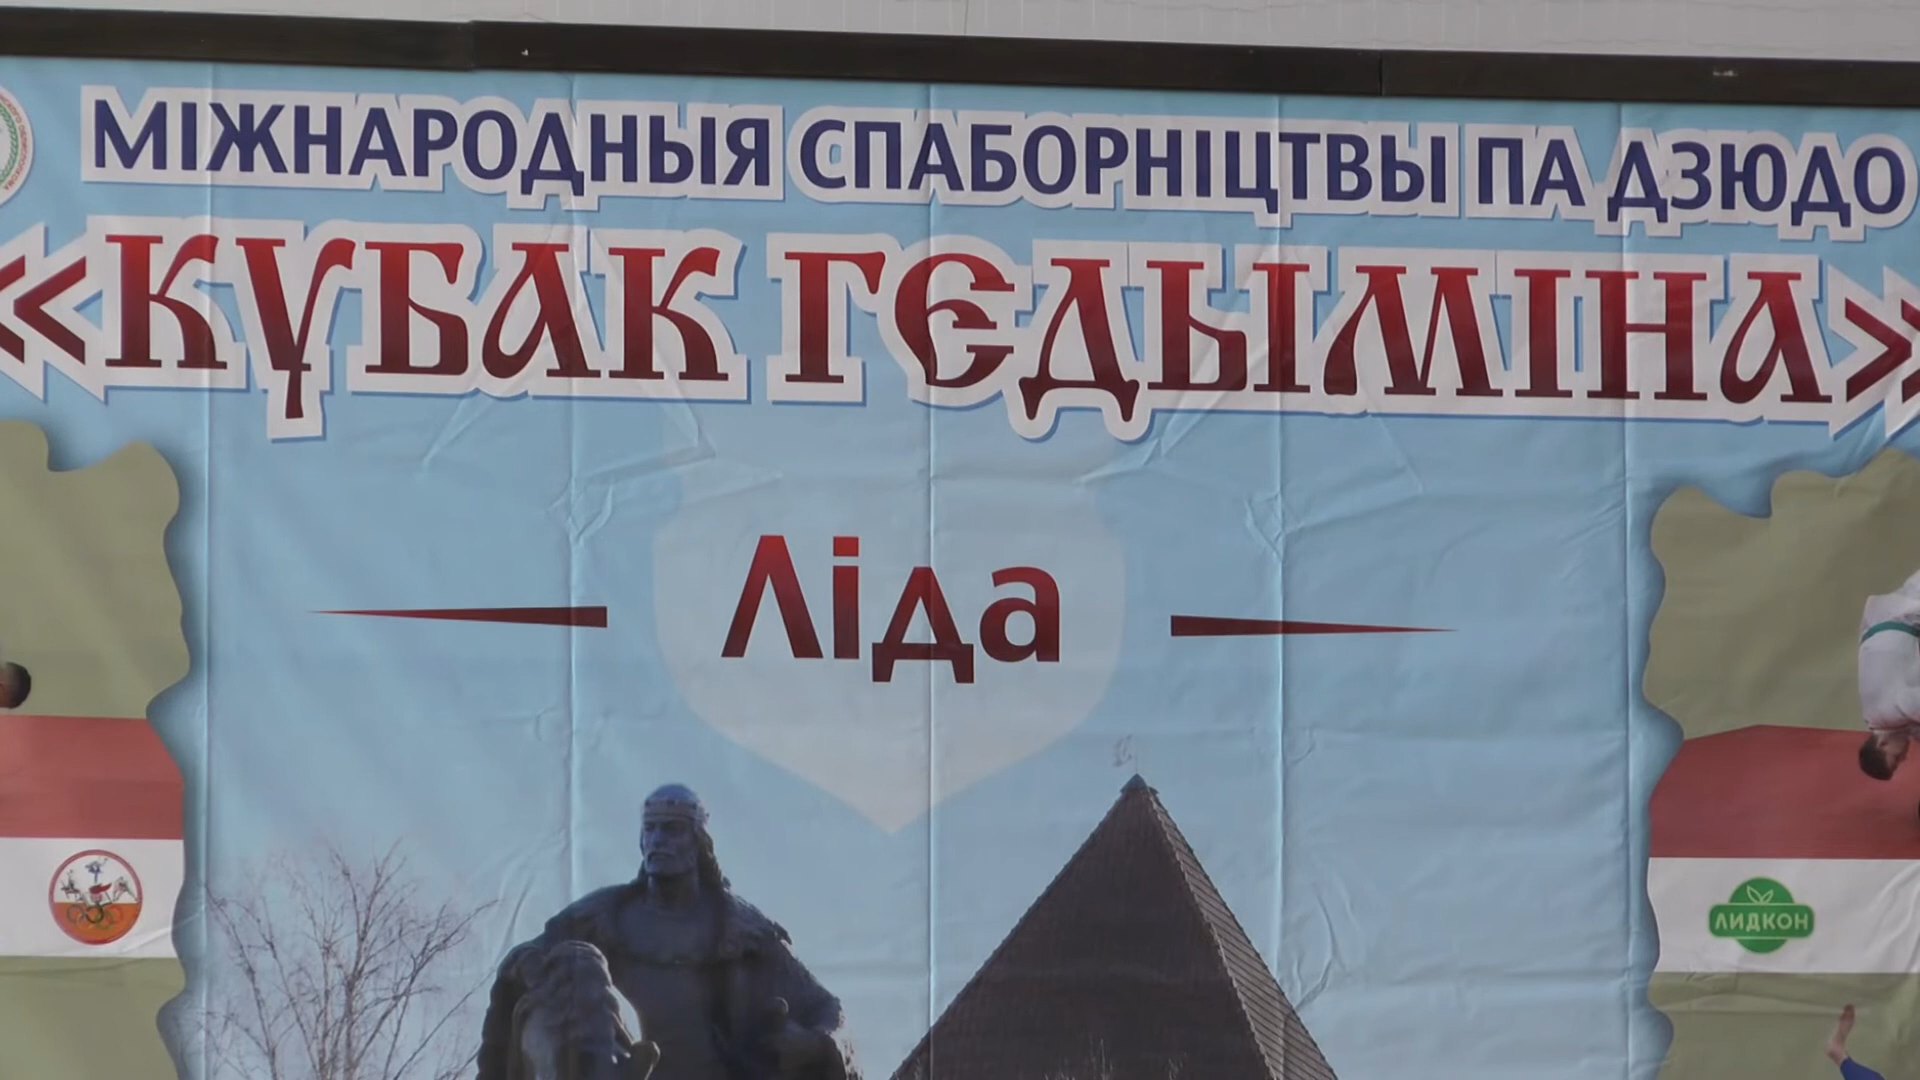 МІЖНАРОДНЫЯ СПАБОРНІЦТВЫ ПА ДЗЮДО
«КУБАК ГЕДЫМІНА»
Ліда
ЛИДКОН